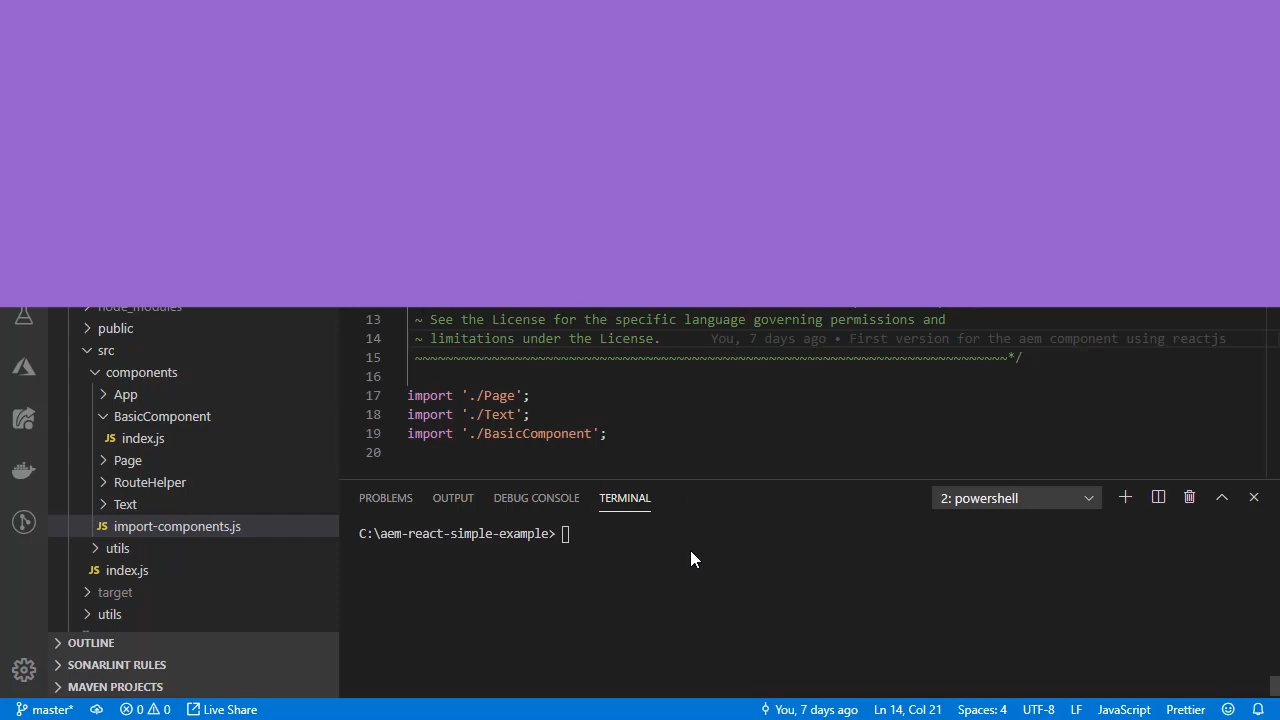 node_modules
public
src
components
App
BasicComponent
JS index.js
Page
RouteHelper
Text
JS import-components.js
utils
JS index.js
target
utils
OUTLINE
SONARLINT RULES
MAVEN PROJECTS
13 ~ See the License for the specific language governing permissions and
14 ~ limitations under the License. You, 7 days ago • First version for the aem component using reactjs
15 ~~~~~~~~~~~~~~~~~~~~~~~~~~~~~~~~~~~~~~~~~~~~~~~~~~~~~~~~~~~~~~~~~~~~~~~~~~~~~*/
16
17 import './Page';
18 import './Text';
19 import './BasicComponent';
20
PROBLEMS OUTPUT DEBUG CONSOLE TERMINAL 2: powershell
C:\aem-react-simple-example>
master* 0 0 Live Share You, 7 days ago Ln 14, Col 21 Spaces: 4 UTF-8 LF JavaScript Prettier